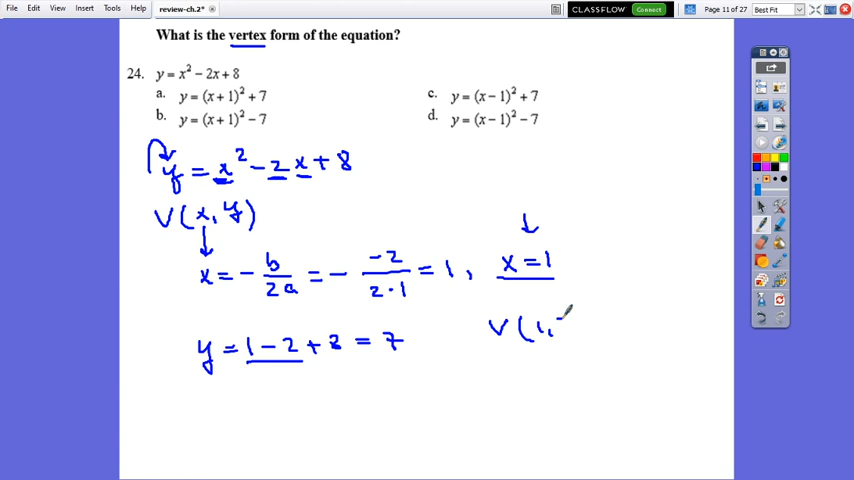 File Edit View Insert Tools Help review-ch.2* CLASSFLOW Connect Page 11 of 27 Best Fit
What is the vertex form of the equation?
24. y = x² − 2x + 8
a. y = (x + 1)² + 7 c. y = (x − 1)² + 7
b. y = (x + 1)² − 7 d. y = (x − 1)² − 7
y = x² − 2x + 8
V(x, y)
x = − b/2a = − −2/2·1 = 1, x = 1
y = 1 − 2 + 8 = 7 V(1,